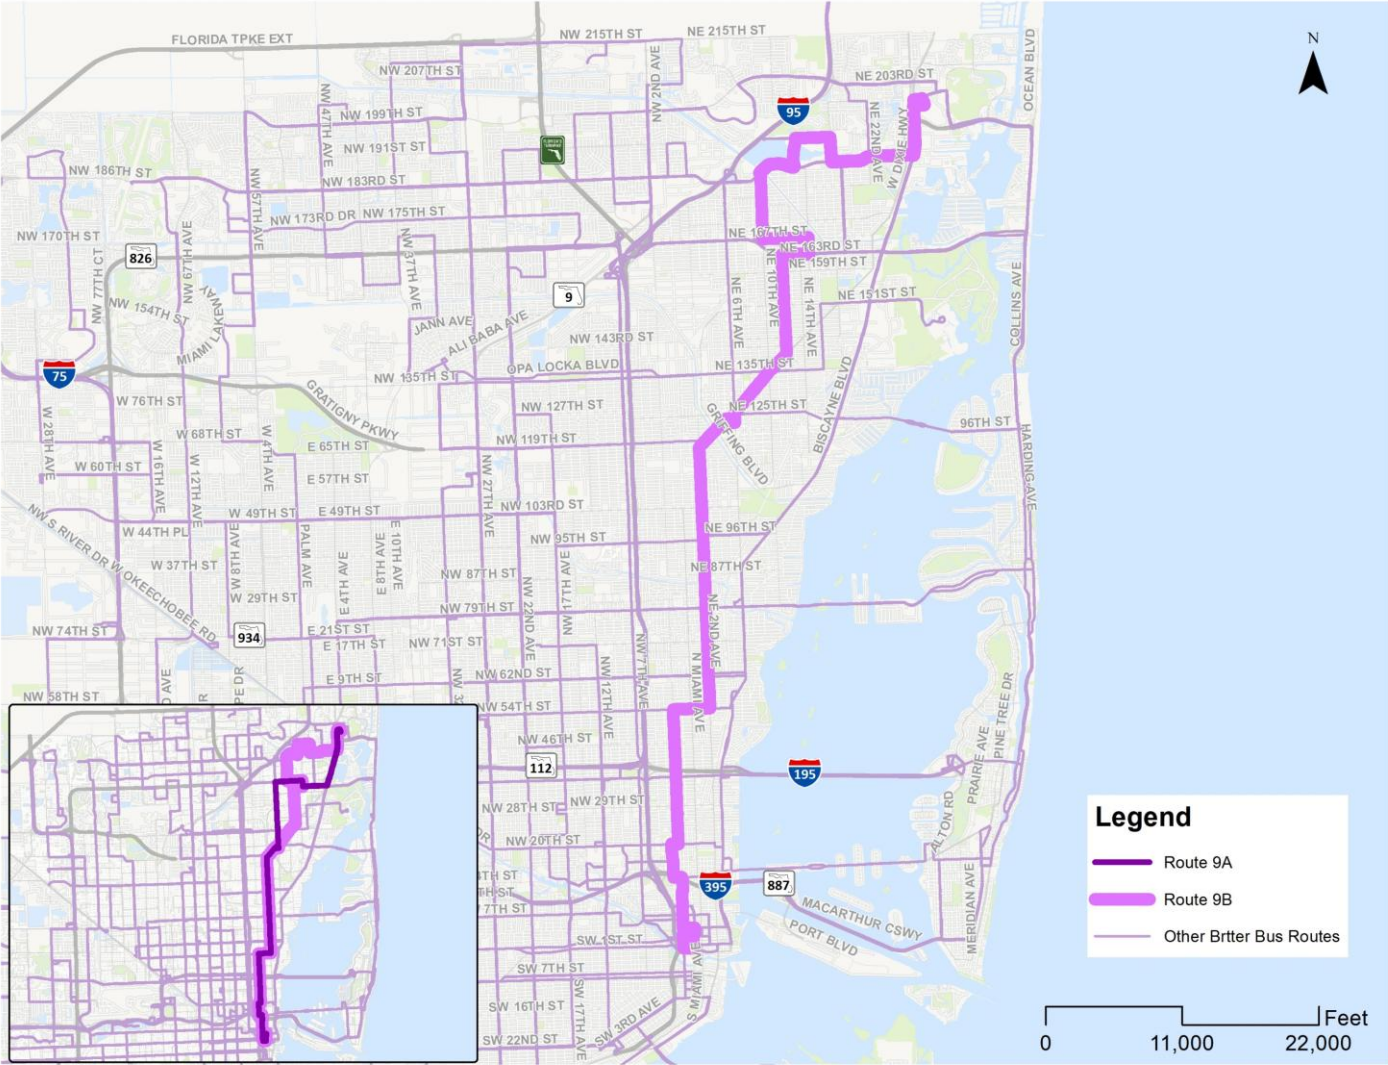 FLORIDA TPKE EXT
NW 215TH ST
NE 215TH ST
NW 207TH ST
NW 2ND AVE
NE 203RD ST
OCEAN BLVD
N
NW 47TH AVE
NW 199TH ST
95
NE 22ND AVE
W DIXIE HWY
NW 191ST ST
NW 186TH ST
NW 183RD ST
NW 57TH AVE
NW 173RD DR
NW 175TH ST
NW 170TH ST
NW 67TH AVE
NW 37TH AVE
NE 167TH ST
NE 163RD ST
NE 159TH ST
826
NW 77TH CT
NE 6TH AVE
NE 10TH AVE
NE 14TH AVE
9
NE 151ST ST
COLLINS AVE
NW 154TH ST
MIAMI LAKEWAY
JANN AVE
ALI BABA AVE
NW 143RD ST
75
NW 135TH ST
OPA LOCKA BLVD
NE 135TH ST
BISCAYNE BLVD
W 76TH ST
GRATIGNY PKWY
NW 127TH ST
NE 125TH ST
GRIFFING BLVD
96TH ST
W 28TH AVE
W 68TH ST
W 4TH AVE
E 65TH ST
NW 119TH ST
HARDING AVE
W 60TH ST
W 16TH AVE
W 12TH AVE
E 57TH ST
NW 27TH AVE
NW 103RD ST
W 49TH ST
E 49TH ST
NW S RIVER DR
W OKEECHOBEE RD
W 44TH PL
W 8TH AVE
PALM AVE
E 4TH AVE
E 8TH AVE
E 10TH AVE
NW 95TH ST
NE 96TH ST
W 37TH ST
NW 87TH ST
NE 87TH ST
NW 22ND AVE
NW 17TH AVE
NE 2ND AVE
W 29TH ST
NW 79TH ST
NW 74TH ST
934
E 21ST ST
E 17TH ST
NW 71ST ST
NW 7TH AVE
N MIAMI AVE
E 9TH ST
NW 62ND ST
NW 12TH AVE
NW 58TH ST
NW 54TH ST
PINE TREE DR
PRAIRIE AVE
NW 46TH ST
112
195
NW 28TH ST
NW 29TH ST
ALTON RD
NW 20TH ST
395
887
MACARTHUR CSWY
PORT BLVD
MERIDIAN AVE
SW 1ST ST
SW 7TH ST
S MIAMI AVE
SW 16TH ST
SW 17TH AVE
SW 3RD AVE
SW 22ND ST
Legend
Route 9A
Route 9B
Other Brtter Bus Routes
Feet
0 11,000 22,000